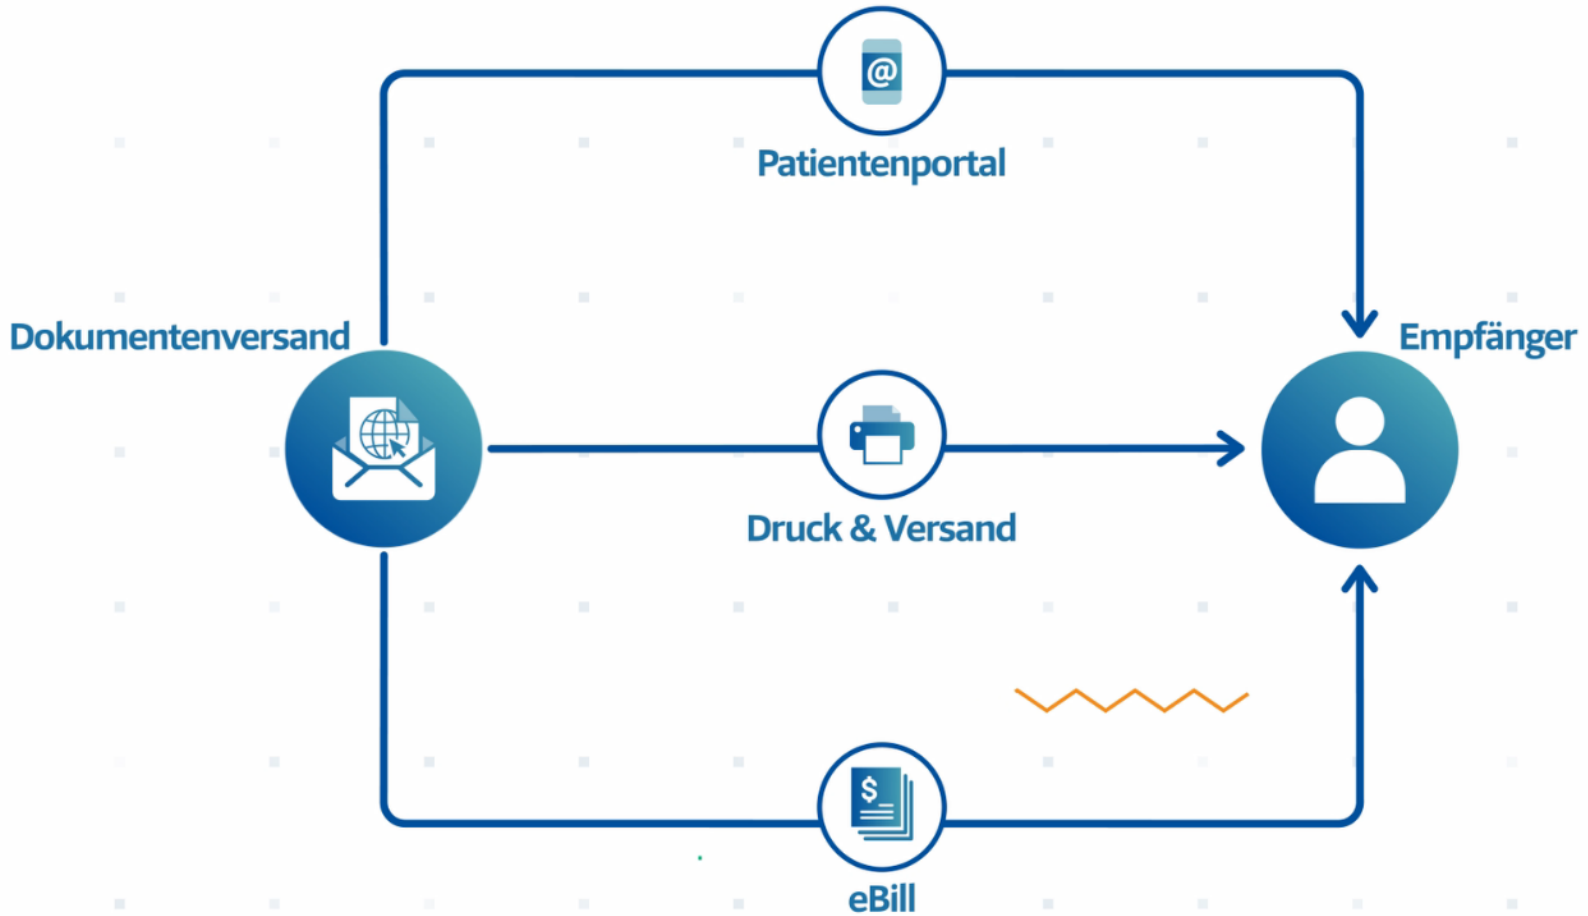 @
Patientenportal
Dokumentenversand
Empfänger
Druck & Versand
$
eBill